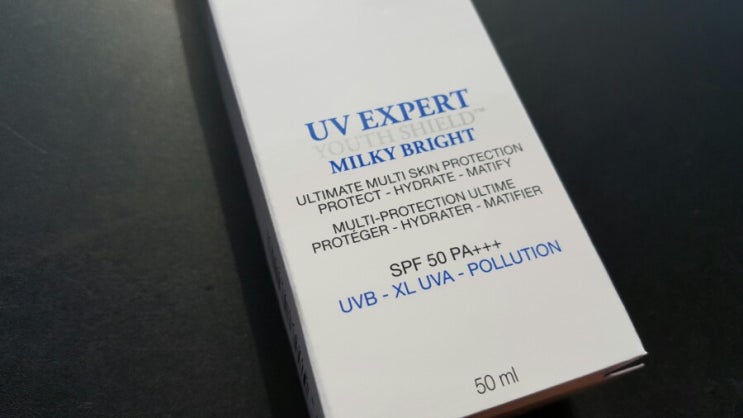 UV EXPERT
YOUTH SHIELD™
MILKY BRIGHT
ULTIMATE MULTI SKIN PROTECTION
PROTECT - HYDRATE - MATIFY
MULTI-PROTECTION ULTIME
PROTÉGER - HYDRATER - MATIFIER
SPF 50 PA+++
UVB - XL UVA - POLLUTION
50 ml